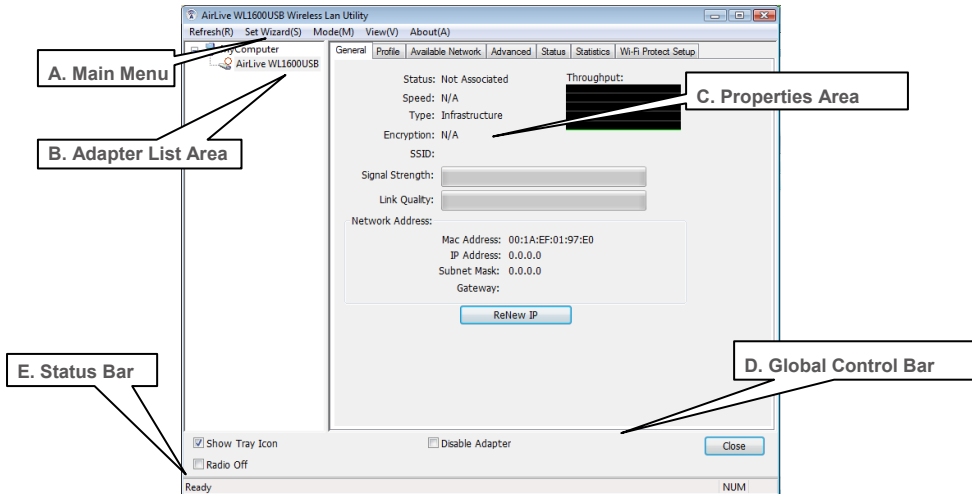 AirLive WL1600USB Wireless Lan Utility
Refresh(R) Set Wizard(S) Mode(M) View(V) About(A)
MyComputer
AirLive WL1600USB
General Profile Available Network Advanced Status Statistics Wi-Fi Protect Setup
A. Main Menu
B. Adapter List Area
C. Properties Area
Status: Not Associated
Throughput:
Speed: N/A
Type: Infrastructure
Encryption: N/A
SSID:
Signal Strength:
Link Quality:
Network Address:
Mac Address: 00:1A:EF:01:97:E0
IP Address: 0.0.0.0
Subnet Mask: 0.0.0.0
Gateway:
ReNew IP
E. Status Bar
D. Global Control Bar
Show Tray Icon
Disable Adapter
Close
Radio Off
Ready
NUM